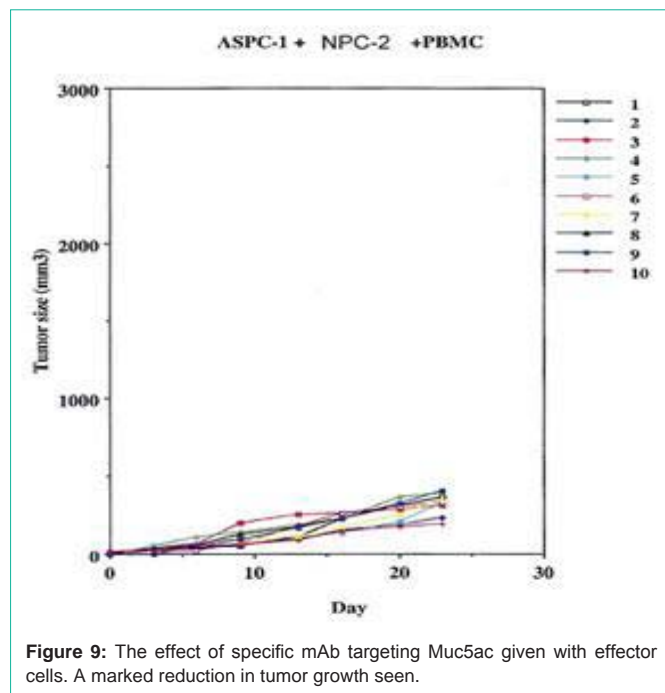 ASPC-1 + NPC-2 +PBMC
3000
2000
1000
0
Tumor size (mm3)
0 10 20 30
Day
1
2
3
4
5
6
7
8
9
10
Figure 9: The effect of specific mAb targeting Muc5ac given with effector
cells. A marked reduction in tumor growth seen.